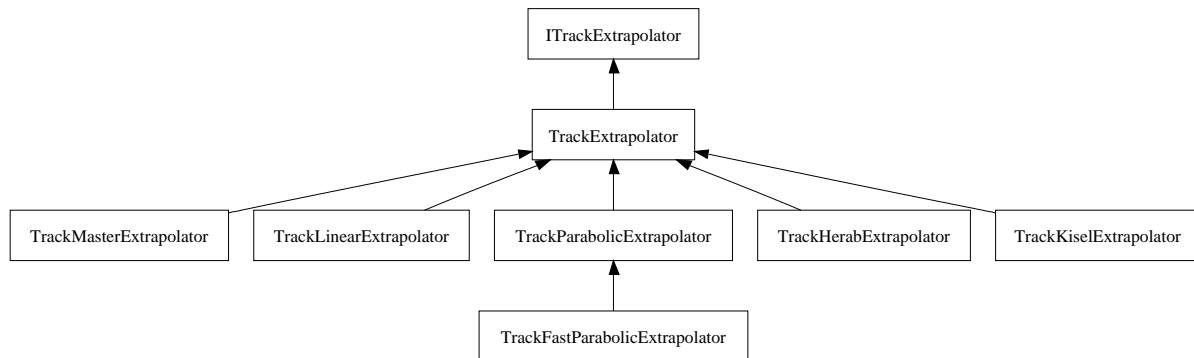 ITrackExtrapolator
TrackExtrapolator
TrackMasterExtrapolator
TrackLinearExtrapolator
TrackParabolicExtrapolator
TrackHerabExtrapolator
TrackKiselExtrapolator
TrackFastParabolicExtrapolator